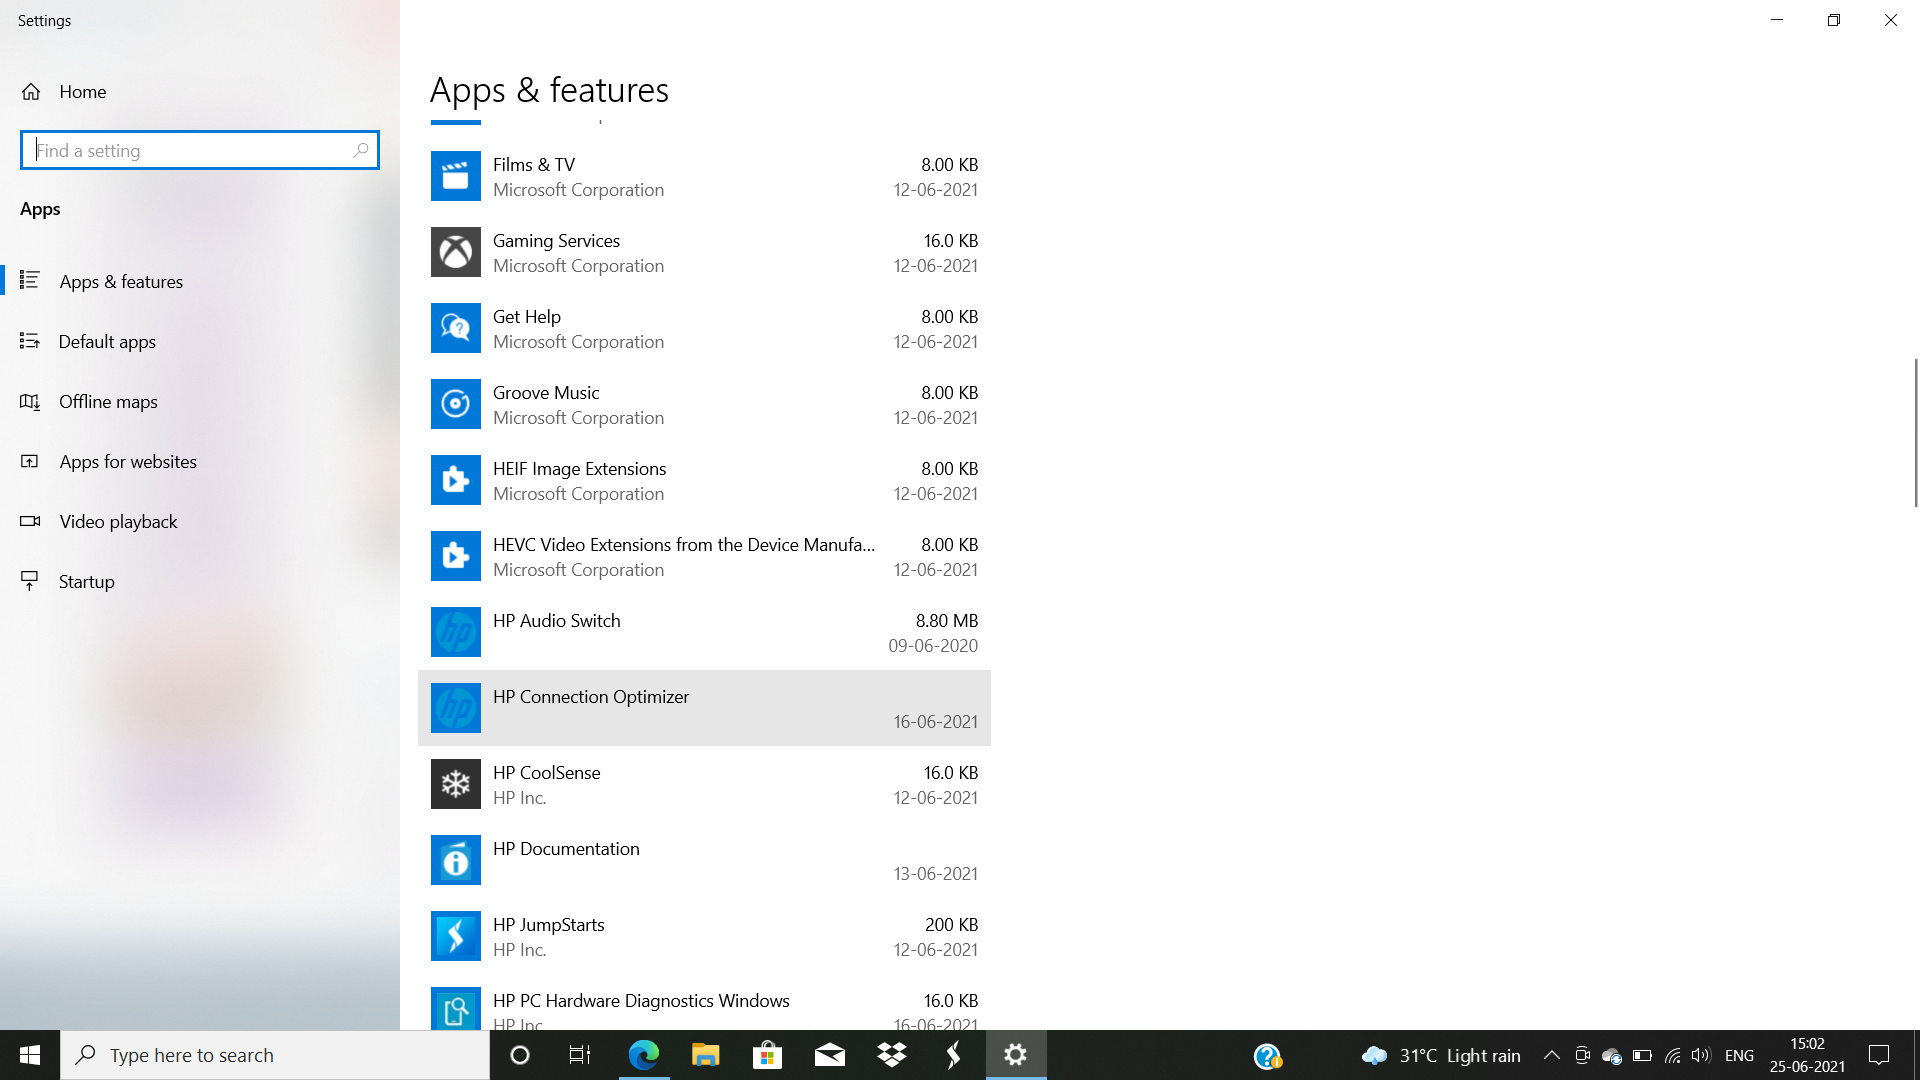 Settings
Home
Find a setting
Apps
Apps & features
Default apps
Offline maps
Apps for websites
Video playback
Startup
Apps & features
Films & TV 8.00 KB
Microsoft Corporation 12-06-2021
Gaming Services 16.0 KB
Microsoft Corporation 12-06-2021
Get Help 8.00 KB
Microsoft Corporation 12-06-2021
Groove Music 8.00 KB
Microsoft Corporation 12-06-2021
HEIF Image Extensions 8.00 KB
Microsoft Corporation 12-06-2021
HEVC Video Extensions from the Device Manufa... 8.00 KB
Microsoft Corporation 12-06-2021
hp
HP Audio Switch 8.80 MB
09-06-2020
hp
HP Connection Optimizer
16-06-2021
HP CoolSense 16.0 KB
HP Inc. 12-06-2021
HP Documentation
13-06-2021
HP JumpStarts 200 KB
HP Inc. 12-06-2021
HP PC Hardware Diagnostics Windows 16.0 KB
HP Inc. 16-06-2021
Type here to search
31°C Light rain
ENG
15:02
25-06-2021